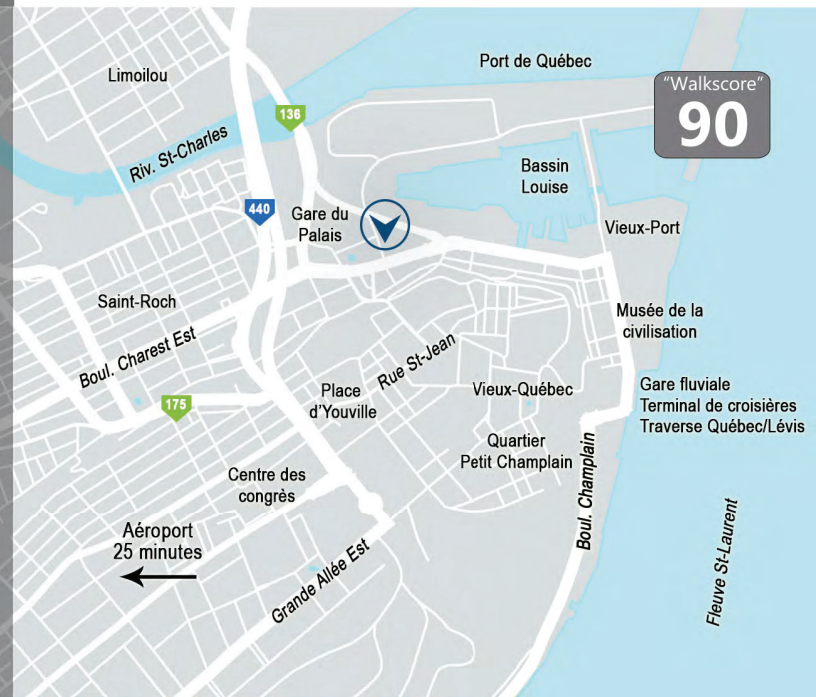 Limoilou
Port de Québec
"Walkscore"
90
136
Riv. St-Charles
Bassin
Louise
440
Gare du
Palais
Vieux-Port
Saint-Roch
Musée de la
civilisation
Boul. Charest Est
Rue St-Jean
Place
d'Youville
Vieux-Québec
175
Gare fluviale
Terminal de croisières
Traverse Québec/Lévis
Quartier
Petit Champlain
Centre des
congrès
Boul. Champlain
Aéroport
25 minutes
Grande Allée Est
Fleuve St-Laurent